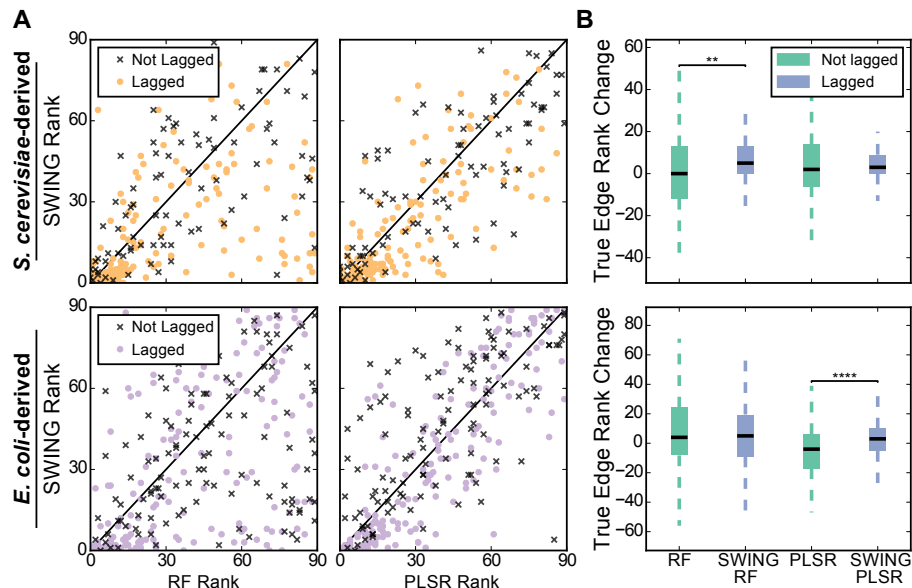 A
B
S. cerevisiae-derived
SWING Rank
90
60
30
0
Not Lagged
Lagged
True Edge Rank Change
60
40
20
0
−20
−40
**
Not lagged
Lagged
E. coli-derived
SWING Rank
90
60
30
0
Not Lagged
Lagged
0 30 60 90
RF Rank
0 30 60 90
PLSR Rank
True Edge Rank Change
80
60
40
20
0
−20
−40
−60
****
RF
SWING
RF
PLSR
SWING
PLSR